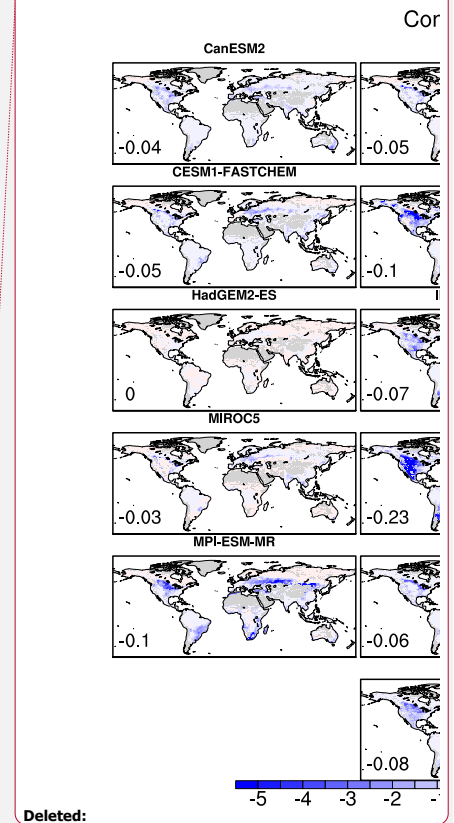 Cor
CanESM2
-0.04
-0.05
CESM1-FASTCHEM
-0.05
-0.1
HadGEM2-ES
0
-0.07
MIROC5
-0.03
-0.23
MPI-ESM-MR
-0.1
-0.06
-0.08
-5 -4 -3 -2
Deleted: